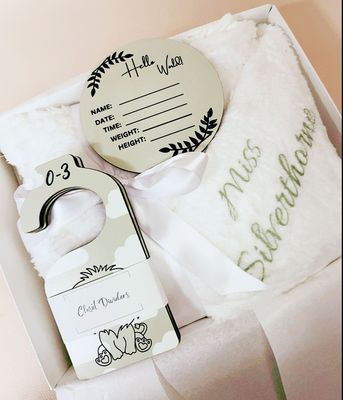 Hello World!
NAME:
DATE:
TIME:
WEIGHT:
HEIGHT:
0-3
Miss
Silverthorne
Closet Dividers